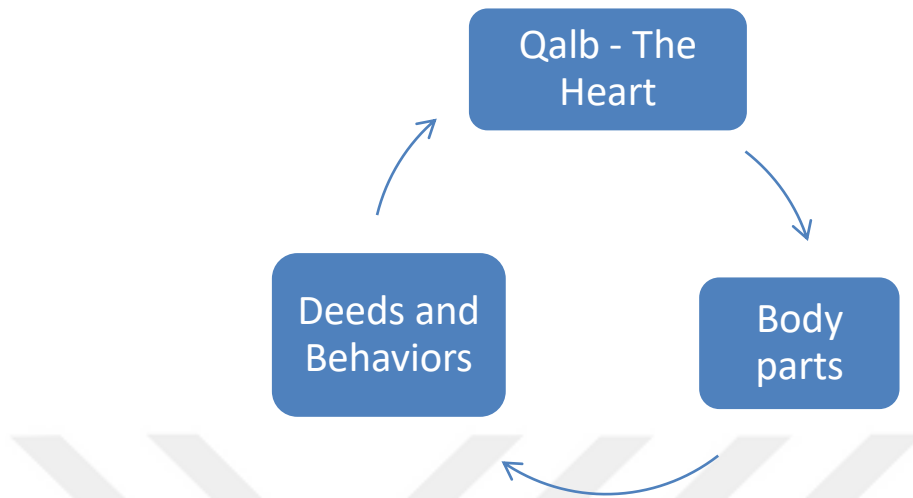 Qalb - The
Heart
Body
parts
Deeds and
Behaviors